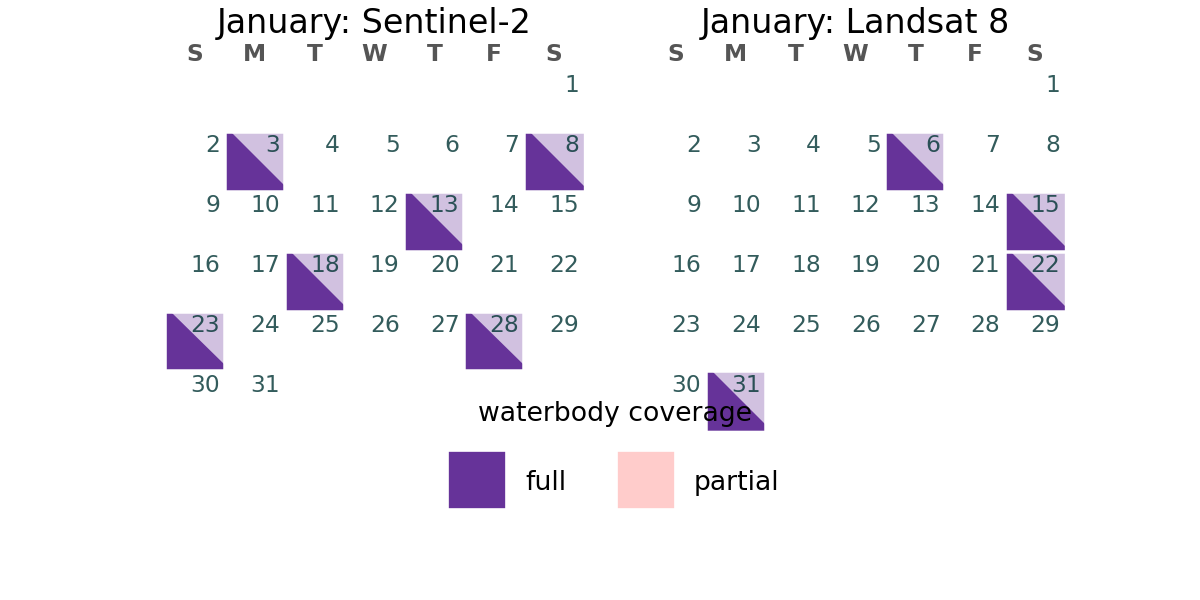 January: Sentinel-2
S M T W T F S
1
2 3 4 5 6 7 8
9 10 11 12 13 14 15
16 17 18 19 20 21 22
23 24 25 26 27 28 29
30 31
January: Landsat 8
S M T W T F S
1
2 3 4 5 6 7 8
9 10 11 12 13 14 15
16 17 18 19 20 21 22
23 24 25 26 27 28 29
30 31
waterbody coverage
full partial